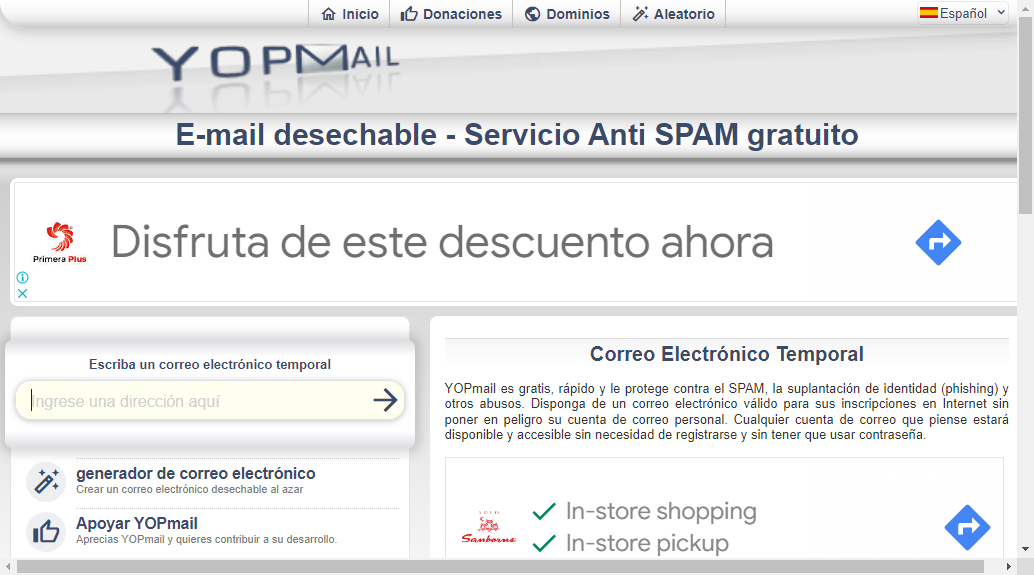 Inicio
Donaciones
Dominios
Aleatorio
Español
YOPMAIL
E-mail desechable - Servicio Anti SPAM gratuito
Primera Plus
Disfruta de este descuento ahora
Escriba un correo electrónico temporal
Ingrese una dirección aquí
generador de correo electrónico
Crear un correo electrónico desechable al azar
Apoyar YOPmail
Aprecias YOPmail y quieres contribuir a su desarrollo.
Correo Electrónico Temporal
YOPmail es gratis, rápido y le protege contra el SPAM, la suplantación de identidad (phishing) y
otros abusos. Disponga de un correo electrónico válido para sus inscripciones en Internet sin
poner en peligro su cuenta de correo personal. Cualquier cuenta de correo que piense estará
disponible y accesible sin necesidad de registrarse y sin tener que usar contraseña.
Sanborns
In-store shopping
In-store pickup